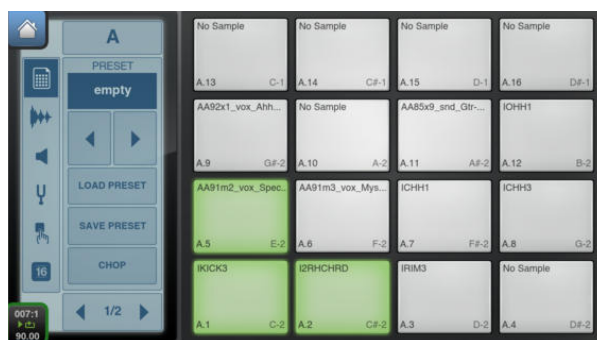 A
PRESET
empty
LOAD PRESET
SAVE PRESET
CHOP
16
1/2
007:1
90.00
No Sample
A.13 C-1
No Sample
A.14 C#-1
No Sample
A.15 D-1
No Sample
A.16 D#-1
AA92x1_vox_Ahh...
A.9 G#-2
No Sample
A.10 A-2
AA85x9_snd_Gtr-...
A.11 A#-2
IOHH1
A.12 B-2
AA91m2_vox_Spec..
A.5 E-2
AA91m3_vox_Mys...
A.6 F-2
ICHH1
A.7 F#-2
ICHH3
A.8 G-2
IKICK3
A.1 C-2
I2RHCHRD
A.2 C#-2
IRIM3
A.3 D-2
No Sample
A.4 D#-2